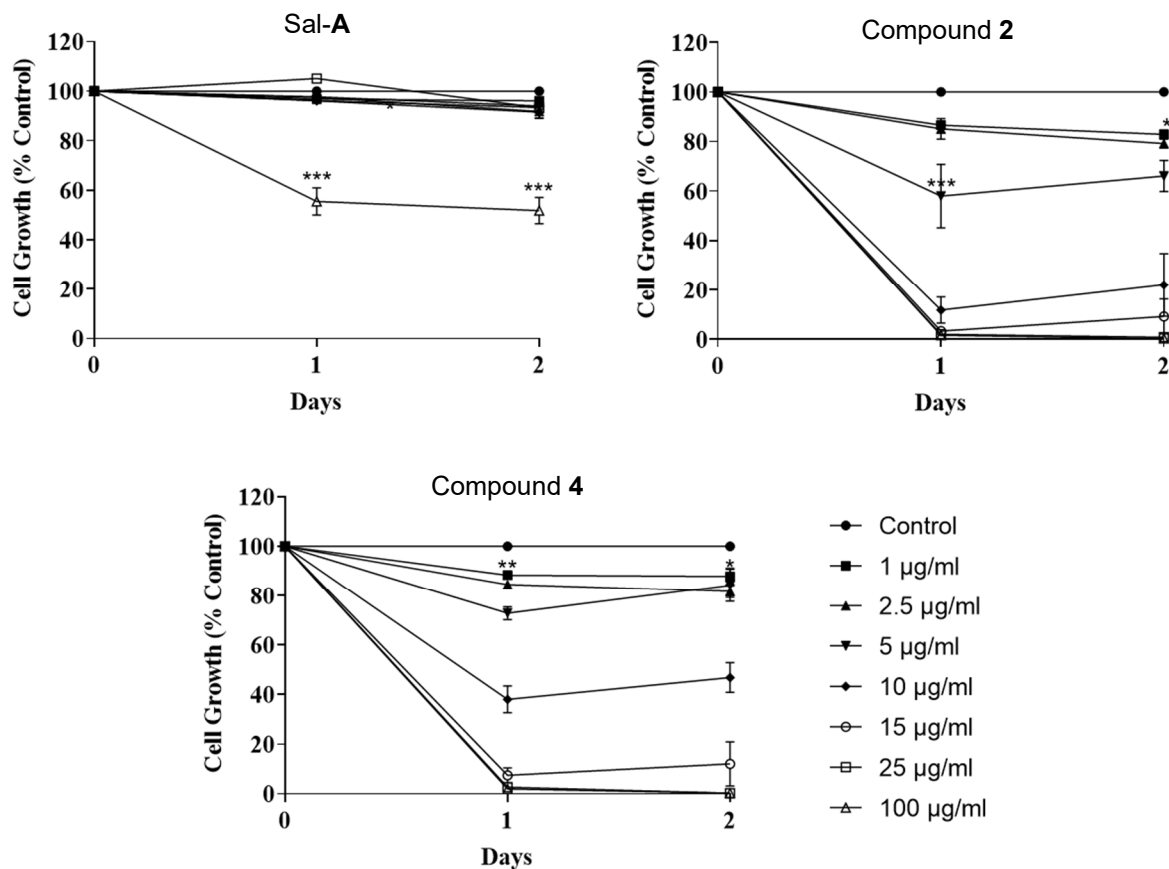 Sal-A
Cell Growth (% Control)
120
100
80
60
40
20
0
*
***
***
0 1 2
Days
Compound 2
Cell Growth (% Control)
120
100
80
60
40
20
0
***
*
0 1 2
Days
Compound 4
Cell Growth (% Control)
120
100
80
60
40
20
0
**
*
0 1 2
Days
Control
1 µg/ml
2.5 µg/ml
5 µg/ml
10 µg/ml
15 µg/ml
25 µg/ml
100 µg/ml